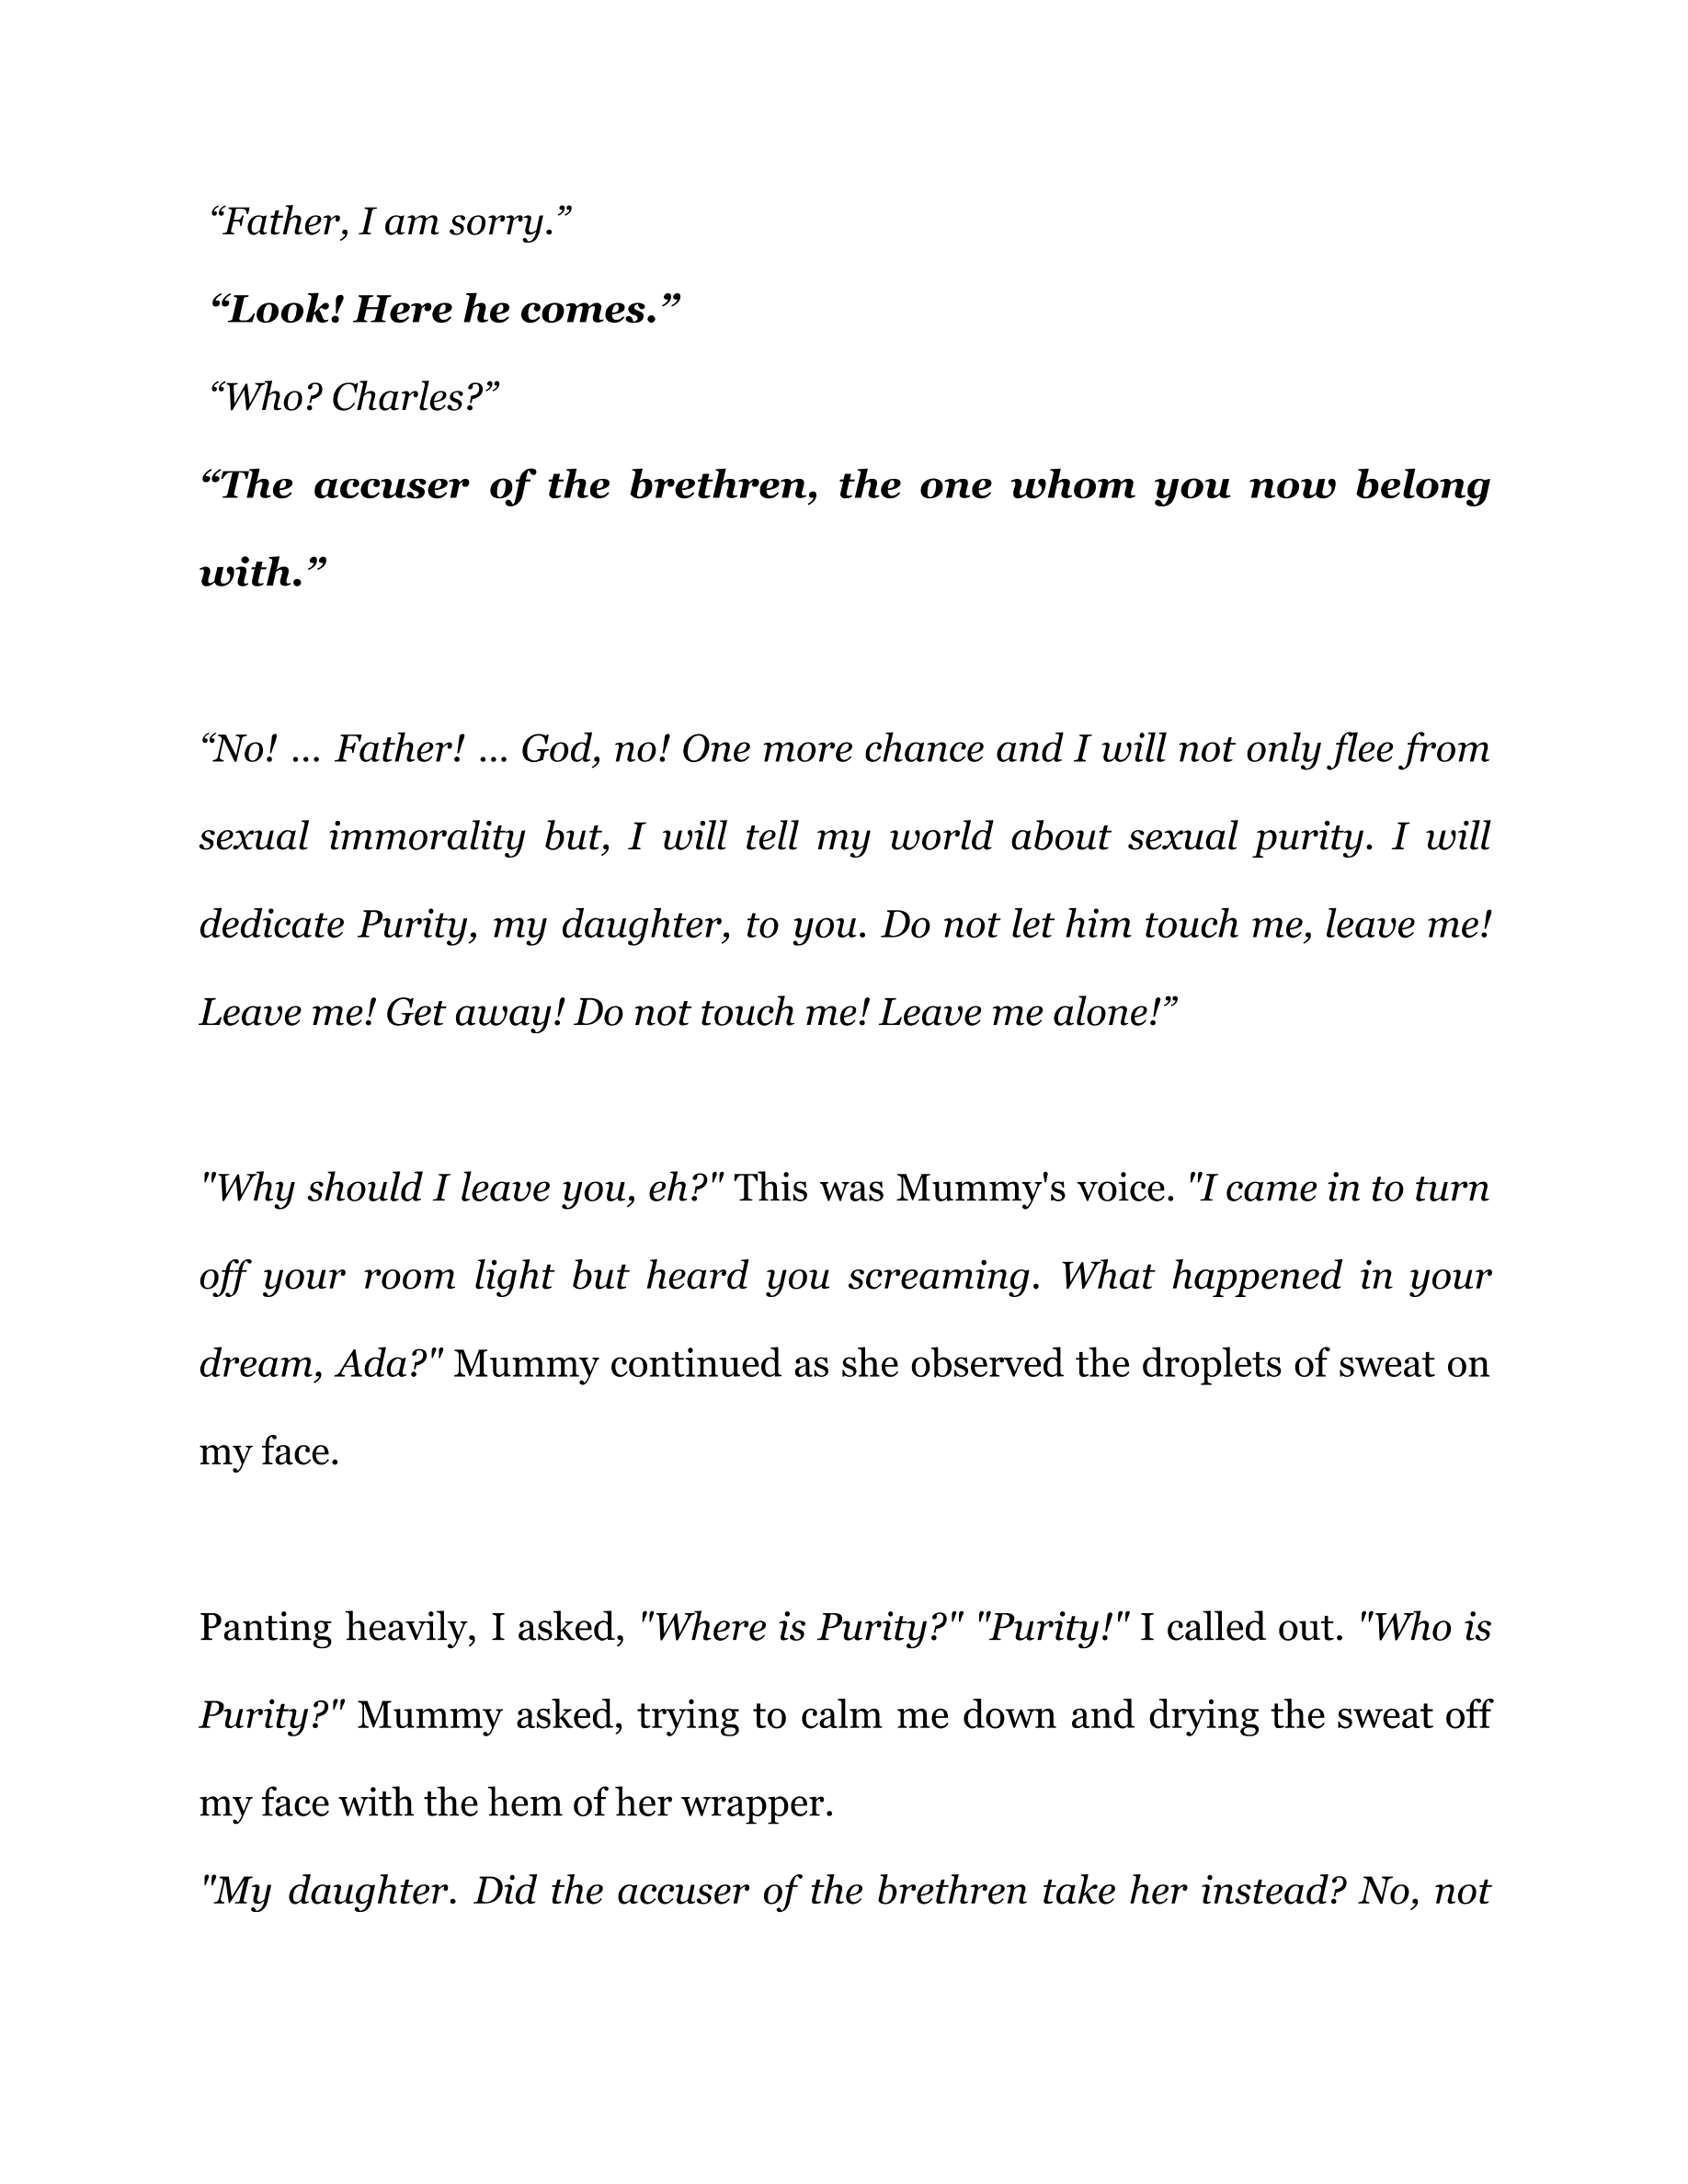 “Father, I am sorry.”
“Look! Here he comes.”
“Who? Charles?”
“The accuser of the brethren, the one whom you now belong
with.”
“No! ... Father! ... God, no! One more chance and I will not only flee from
sexual immorality but, I will tell my world about sexual purity. I will
dedicate Purity, my daughter, to you. Do not let him touch me, leave me!
Leave me! Get away! Do not touch me! Leave me alone!”
"Why should I leave you, eh?" This was Mummy's voice. "I came in to turn
off your room light but heard you screaming. What happened in your
dream, Ada?" Mummy continued as she observed the droplets of sweat on
my face.
Panting heavily, I asked, "Where is Purity?" "Purity!" I called out. "Who is
Purity?" Mummy asked, trying to calm me down and drying the sweat off
my face with the hem of her wrapper.
"My daughter. Did the accuser of the brethren take her instead? No, not